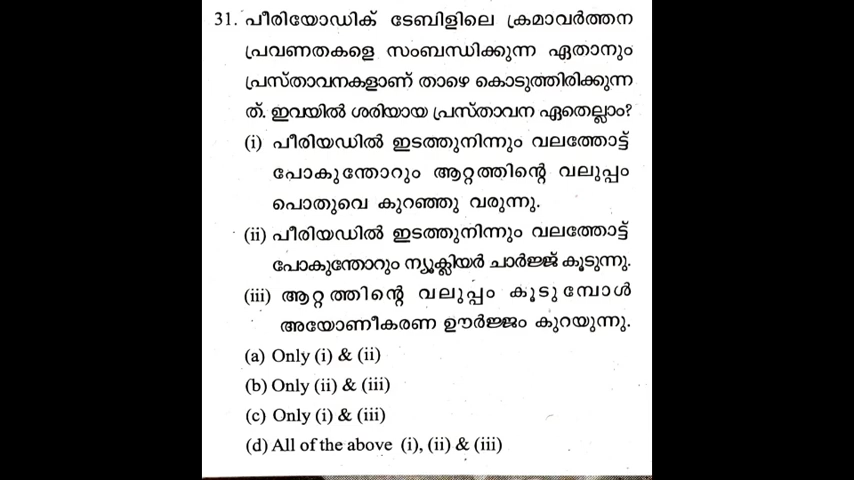 31. പീരിയോഡിക് ടേബിളിലെ ക്രമാവർത്തന
പ്രവണതകളെ സംബന്ധിക്കുന്ന ഏതാനും
പ്രസ്താവനകളാണ് താഴെ കൊടുത്തിരിക്കുന്ന
ത്. ഇവയിൽ ശരിയായ പ്രസ്താവന ഏതെല്ലാം?
(i) പീരിയഡിൽ ഇടത്തുനിന്നും വലത്തോട്ട്
പോകുന്തോറും ആറ്റത്തിന്റെ വലുപ്പം
പൊതുവെ കുറഞ്ഞു വരുന്നു.
(ii) പീരിയഡിൽ ഇടത്തുനിന്നും വലത്തോട്ട്
പോകുന്തോറും ന്യൂക്ലിയർ ചാർജ്ജ് കൂടുന്നു.
(iii) ആറ്റത്തിന്റെ വലുപ്പം കൂടുമ്പോൾ
അയോണീകരണ ഊർജ്ജം കുറയുന്നു.
(a) Only (i) & (ii)
(b) Only (ii) & (iii)
(c) Only (i) & (iii)
(d) All of the above (i), (ii) & (iii)